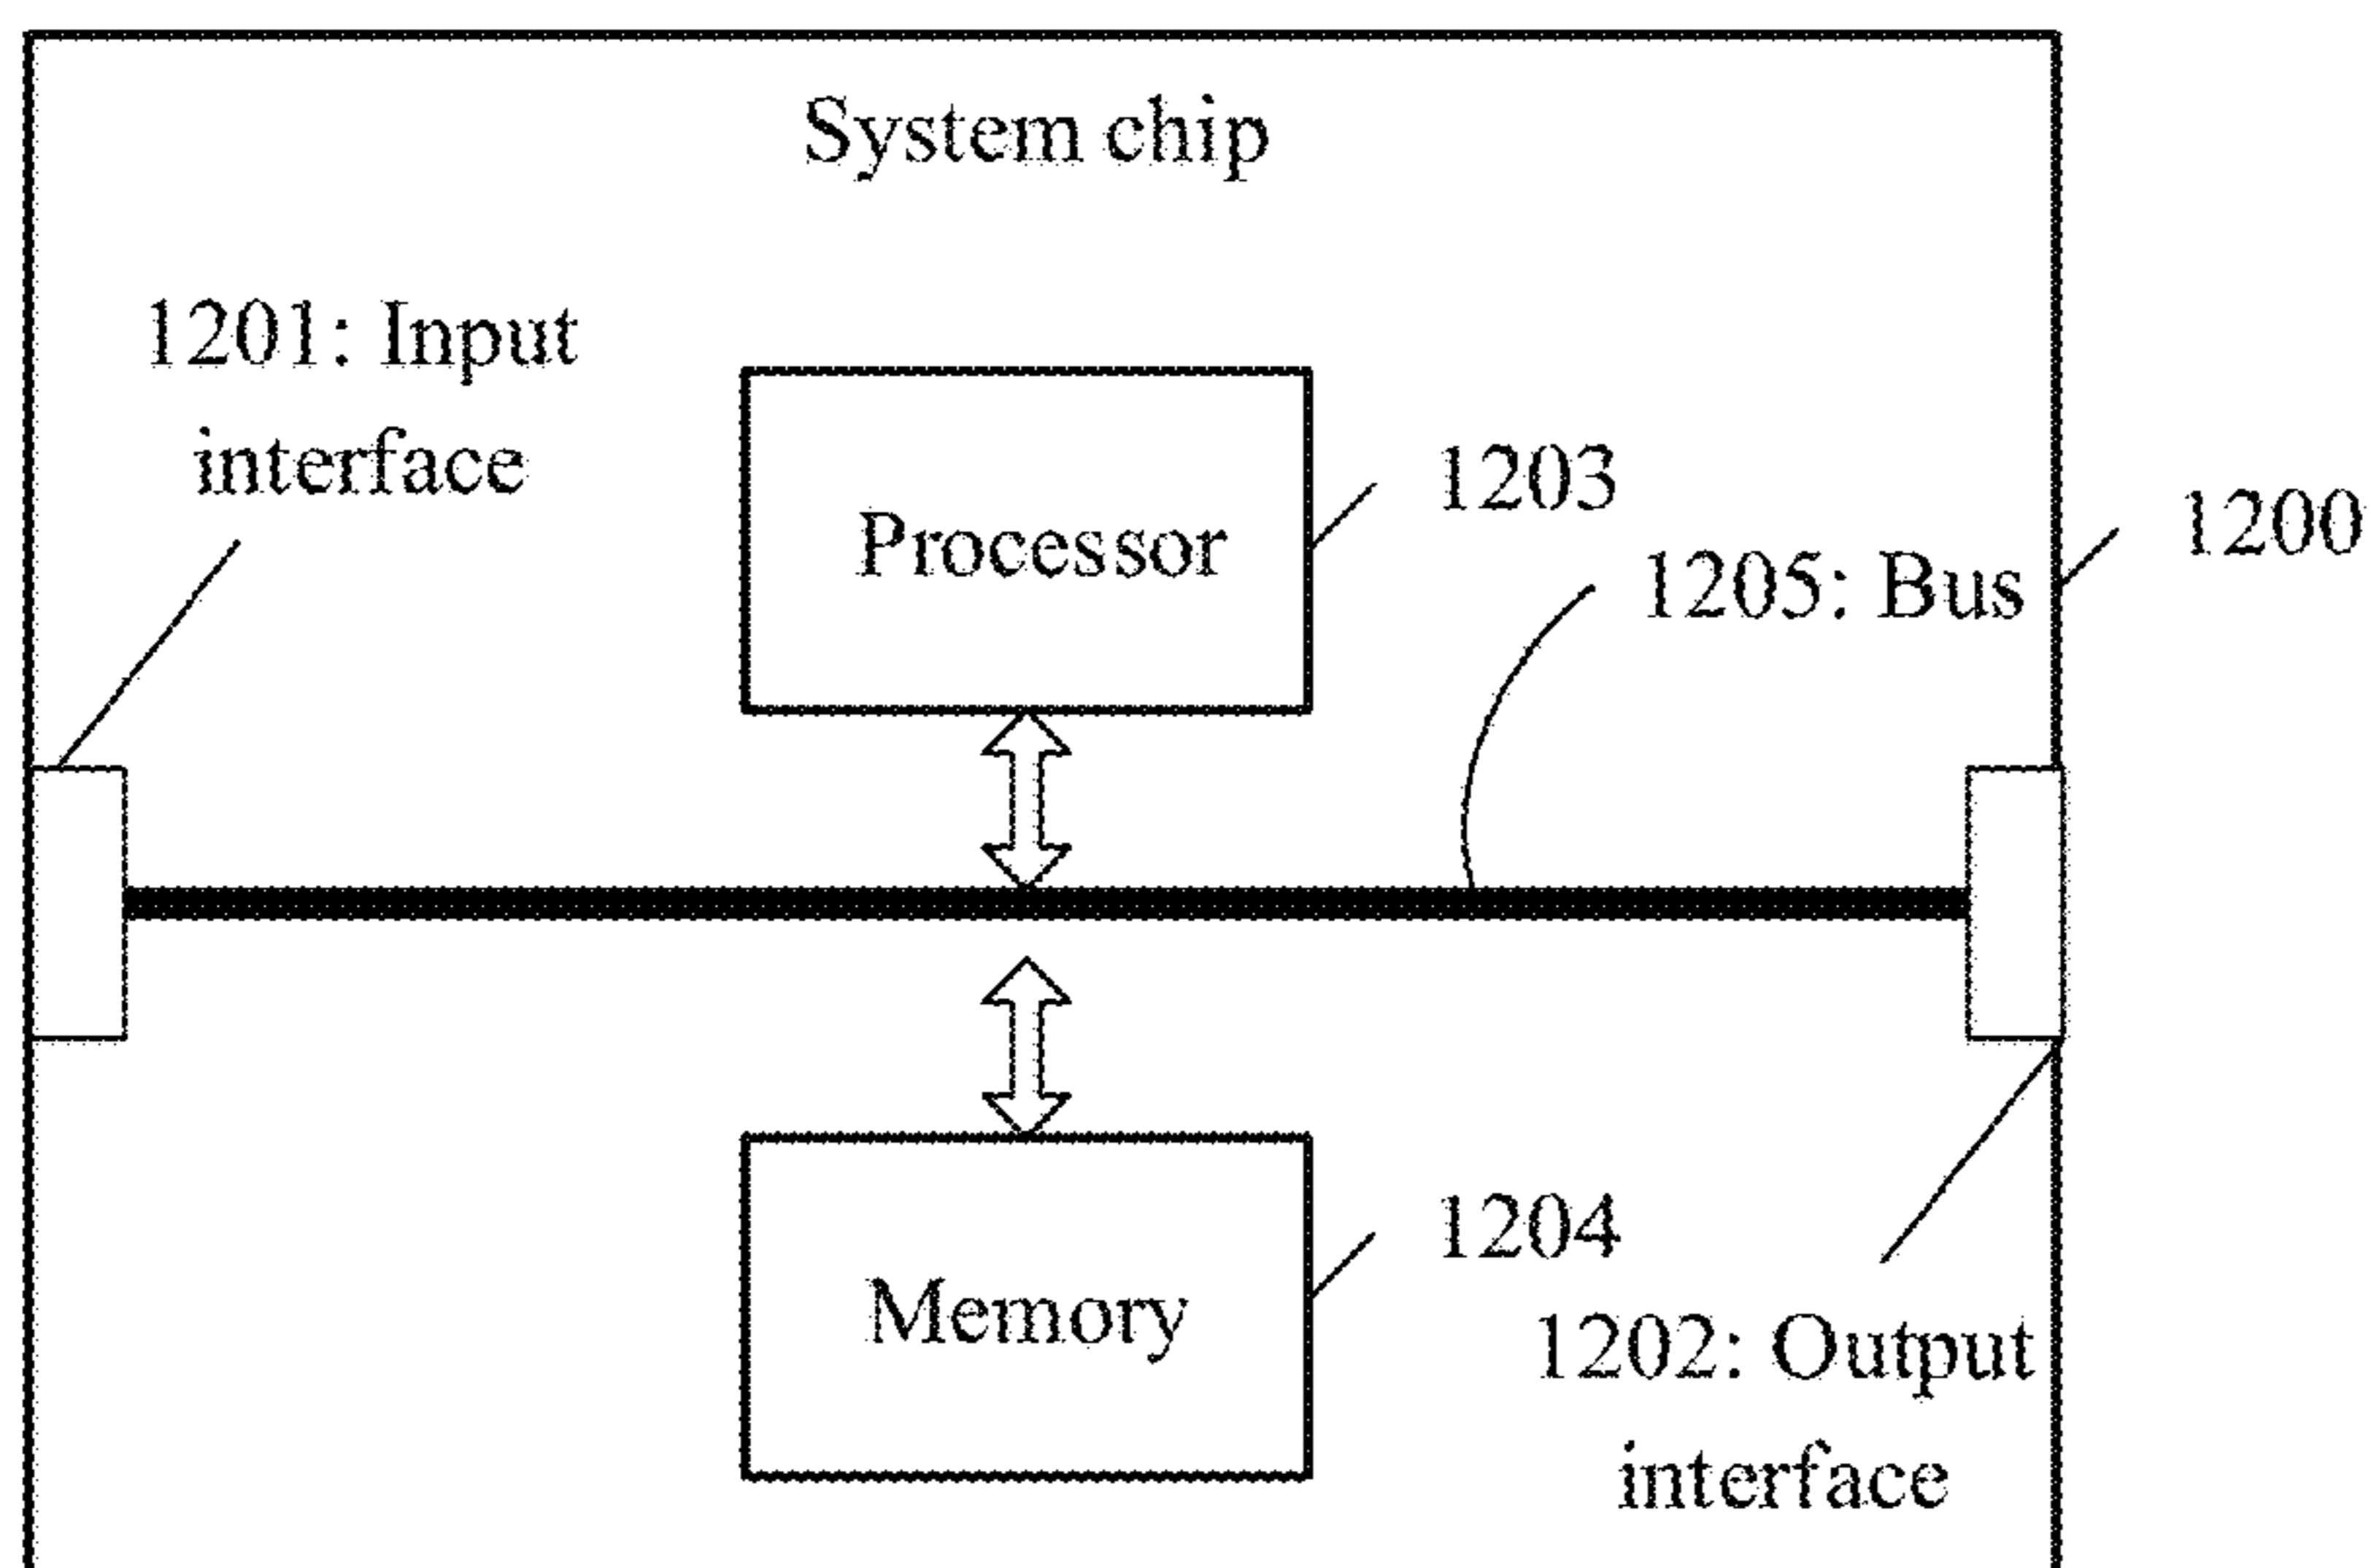 System chip
1201: Input
interface
Processor
1203
1205: Bus
1200
Memory
1204
1202: Output
interface